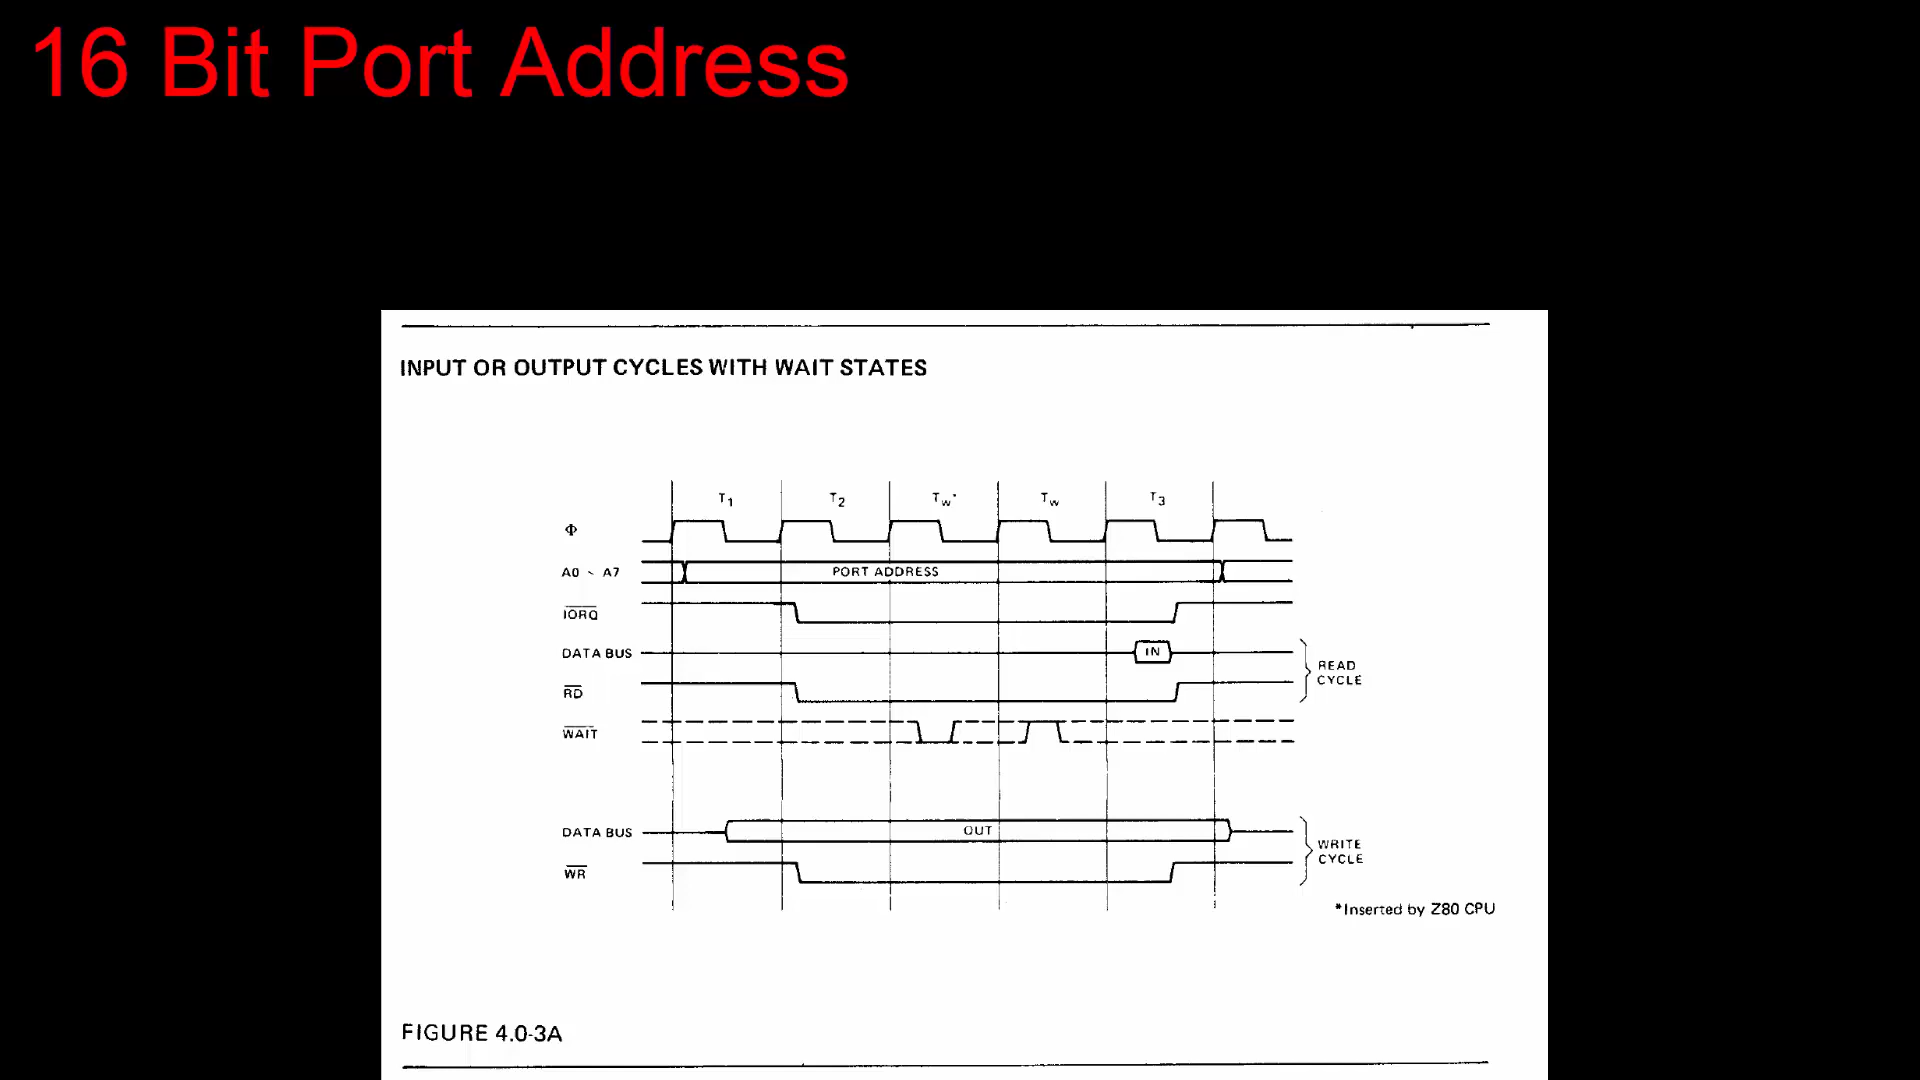 16 Bit Port Address
INPUT OR OUTPUT CYCLES WITH WAIT STATES
T1 T2 Tw* Tw T3
Φ
A0 ~ A7 PORT ADDRESS
IORQ
DATA BUS IN
READ
CYCLE
RD
WAIT
DATA BUS OUT
WRITE
CYCLE
WR
*Inserted by Z80 CPU
FIGURE 4.0-3A